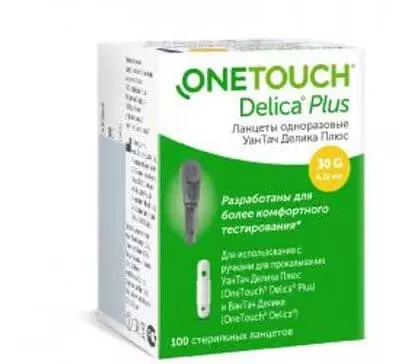 ONETOUCH®
Delica® Plus
Ланцеты одноразовые
УанТач Делика Плюс
30 G
Разработаны для
более комфортного
тестирования*
Для использования с
ручками для прокалывания
УанТач Делика Плюс
(OneTouch® Delica® Plus)
и ВанТач Делика
(OneTouch® Delica®)
100 стерильных ланцетов